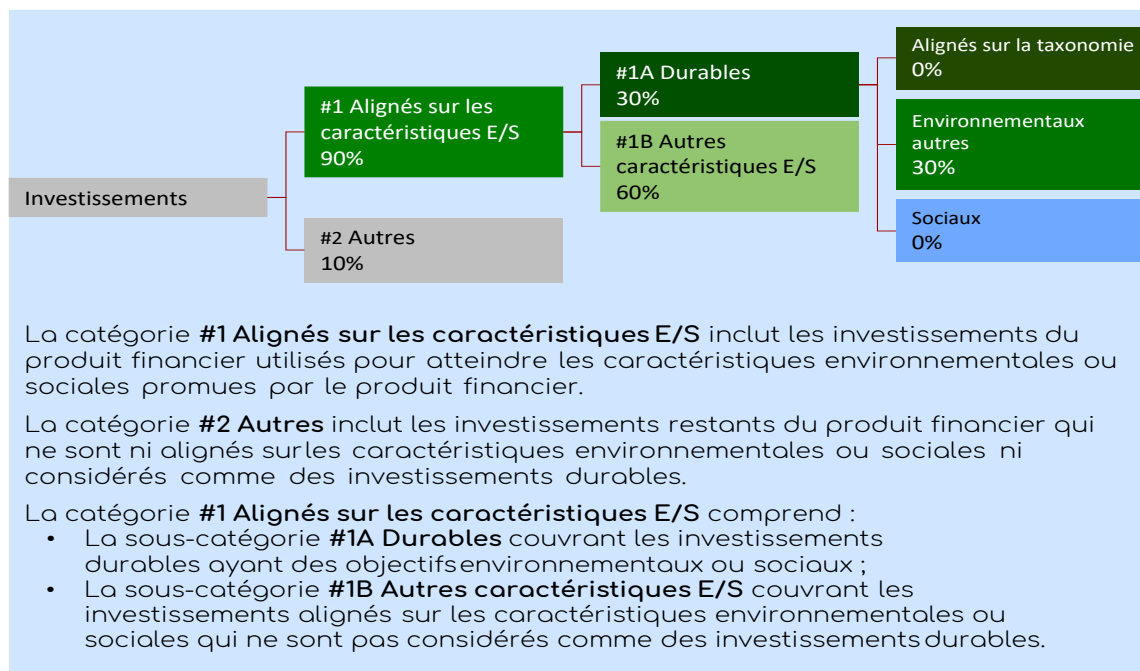 Investissements
#1 Alignés sur les
caractéristiques E/S
90%
#2 Autres
10%
#1A Durables
30%
#1B Autres
caractéristiques E/S
60%
Alignés sur la taxonomie
0%
Environnementaux
autres
30%
Sociaux
0%
La catégorie #1 Alignés sur les caractéristiques E/S inclut les investissements du
produit financier utilisés pour atteindre les caractéristiques environnementales ou
sociales promues par le produit financier.
La catégorie #2 Autres inclut les investissements restants du produit financier qui
ne sont ni alignés surles caractéristiques environnementales ou sociales ni
considérés comme des investissements durables.
La catégorie #1 Alignés sur les caractéristiques E/S comprend :
• La sous-catégorie #1A Durables couvrant les investissements
durables ayant des objectifsenvironnementaux ou sociaux ;
• La sous-catégorie #1B Autres caractéristiques E/S couvrant les
investissements alignés sur les caractéristiques environnementales ou
sociales qui ne sont pas considérés comme des investissementsdurables.